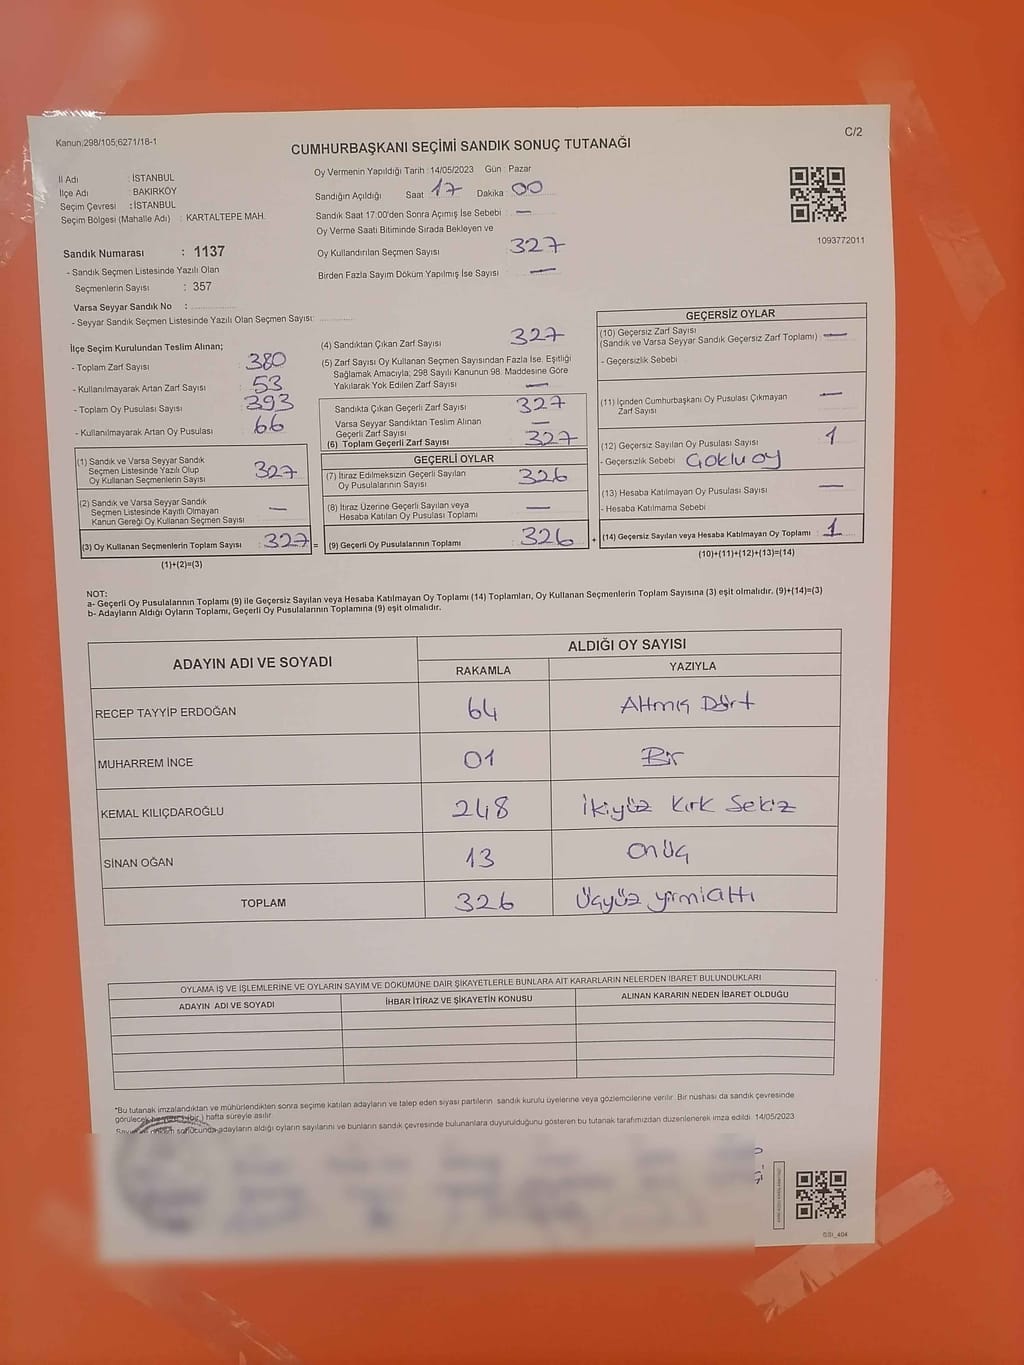 Kanun;298/105;6271/18-1
C/2
CUMHURBAŞKANI SEÇİMİ SANDIK SONUÇ TUTANAĞI
İl Adı : İSTANBUL
İlçe Adı : BAKIRKÖY
Seçim Çevresi : İSTANBUL
Seçim Bölgesi (Mahalle Adı) : KARTALTEPE MAH.
Oy Vermenin Yapıldığı Tarih : 14/05/2023 Gün Pazar
Sandığın Açıldığı Saat 17 Dakika 00
Sandık Saat 17:00'den Sonra Açımış İse Sebebi : —
Oy Verme Saati Bitiminde Sırada Bekleyen ve
Oy Kullandırılan Seçmen Sayısı 327
Birden Fazla Sayım Döküm Yapılmış İse Sayısı : —
1093772011
Sandık Numarası : 1137
- Sandık Seçmen Listesinde Yazılı Olan
Seçmenlerin Sayısı : 357
Varsa Seyyar Sandık No :
- Seyyar Sandık Seçmen Listesinde Yazılı Olan Seçmen Sayısı:
İlçe Seçim Kurulundan Teslim Alınan;
- Toplam Zarf Sayısı : 380
- Kullanılmayarak Artan Zarf Sayısı : 53
- Toplam Oy Pusulası Sayısı : 393
- Kullanılmayarak Artan Oy Pusulası : 66
(1) Sandık ve Varsa Seyyar Sandık
Seçmen Listesinde Yazılı Olup
Oy Kullanan Seçmenlerin Sayısı : 327
(2) Sandık ve Varsa Seyyar Sandık
Seçmen Listesinde Kayıtlı Olmayan
Kanun Gereği Oy Kullanan Seçmen Sayısı : —
(3) Oy Kullanan Seçmenlerin Toplam Sayısı : 327 =
(1)+(2)=(3)
(4) Sandıktan Çıkan Zarf Sayısı : 327
(5) Zarf Sayısı Oy Kullanan Seçmen Sayısından Fazla İse, Eşitliği
Sağlamak Amacıyla; 298 Sayılı Kanunun 98. Maddesine Göre
Yakılarak Yok Edilen Zarf Sayısı : —
Sandıkta Çıkan Geçerli Zarf Sayısı : 327
Varsa Seyyar Sandıktan Teslim Alınan
Geçerli Zarf Sayısı : —
(6) Toplam Geçerli Zarf Sayısı : 327
GEÇERLİ OYLAR
(7) İtiraz Edilmeksizin Geçerli Sayılan
Oy Pusulalarının Sayısı : 326
(8) İtiraz Üzerine Geçerli Sayılan veya
Hesaba Katılan Oy Pusulası Toplamı : —
(9) Geçerli Oy Pusulalarının Toplamı : 326 +
GEÇERSİZ OYLAR
(10) Geçersiz Zarf Sayısı
(Sandık ve Varsa Seyyar Sandık Geçersiz Zarf Toplamı) : —
- Geçersizlik Sebebi
(11) İçinden Cumhurbaşkanı Oy Pusulası Çıkmayan
Zarf Sayısı : —
(12) Geçersiz Sayılan Oy Pusulası Sayısı : 1
- Geçersizlik Sebebi Çoklu oy
(13) Hesaba Katılmayan Oy Pusulası Sayısı : —
- Hesaba Katılmama Sebebi
(14) Geçersiz Sayılan veya Hesaba Katılmayan Oy Toplamı : 1
(10)+(11)+(12)+(13)=(14)
NOT:
a- Geçerli Oy Pusulalarının Toplamı (9) ile Geçersiz Sayılan veya Hesaba Katılmayan Oy Toplamı (14) Toplamları, Oy Kullanan Seçmenlerin Toplam Sayısına (3) eşit olmalıdır. (9)+(14)=(3)
b- Adayların Aldığı Oyların Toplamı, Geçerli Oy Pusulalarının Toplamına (9) eşit olmalıdır.
ADAYIN ADI VE SOYADI ALDIĞI OY SAYISI
RAKAMLA YAZIYLA
RECEP TAYYİP ERDOĞAN 64 Altmış Dört
MUHARREM İNCE 01 Bir
KEMAL KILIÇDAROĞLU 248 İkiyüz Kırk Sekiz
SİNAN OĞAN 13 Onüç
TOPLAM 326 Üçyüz yirmialtı
OYLAMA İŞ VE İŞLEMLERİNE VE OYLARIN SAYIM VE DÖKÜMÜNE DAİR ŞİKAYETLERLE BUNLARA AİT KARARLARIN NELERDEN İBARET BULUNDUKLARI
ADAYIN ADI VE SOYADI İHBAR İTİRAZ VE ŞİKAYETİN KONUSU ALINAN KARARIN NEDEN İBARET OLDUĞU
*Bu tutanak imzalandıktan ve mühürlendikten sonra seçime katılan adayların ve talep eden siyasi partilerin sandık kurulu üyelerine veya gözlemcilerine verilir. Bir nüshası da sandık çevresinde
görülecek bir yere 1 (bir ) hafta süreyle asılır.
sonucunda adayların aldığı oyların sayılarını ve bunların sandık çevresinde bulunanlara duyurulduğunu gösteren bu tutanak tarafımızdan düzenlenerek imza edildi. 14/05/2023
SSI_404